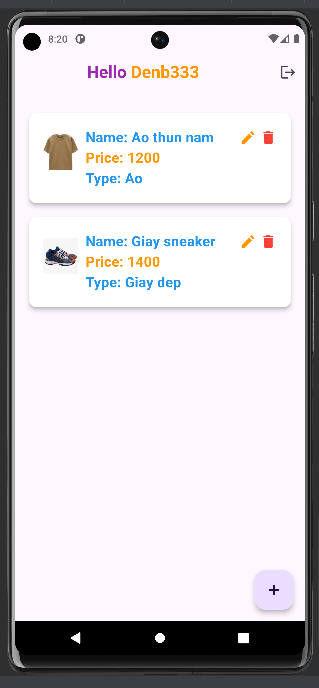 8:20
Hello Denb333
Name: Ao thun nam
Price: 1200
Type: Ao
Name: Giay sneaker
Price: 1400
Type: Giay dep
+